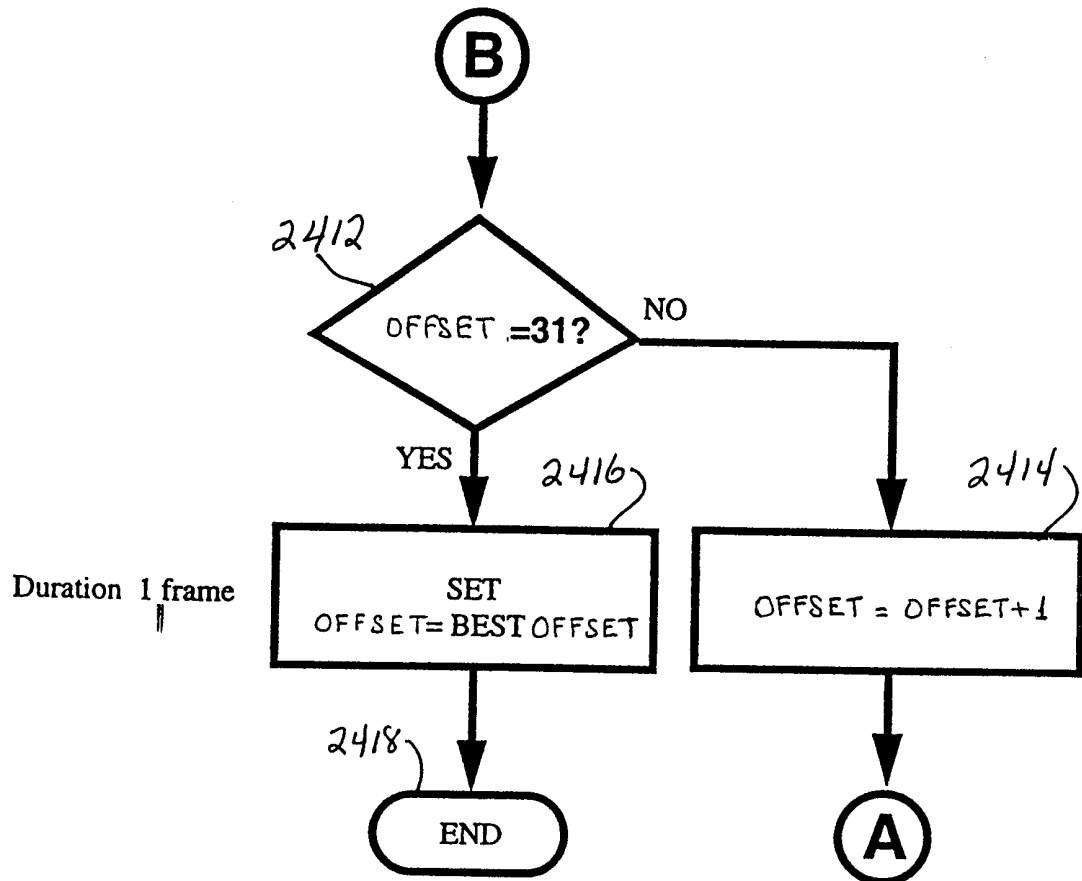 B
2412
OFFSET =31?
NO
YES
2416
2414
Duration 1 frame
SET
OFFSET= BEST OFFSET
OFFSET = OFFSET+1
2418
END
A